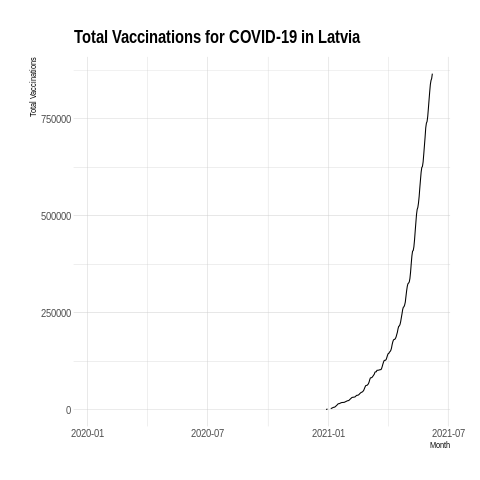 Total Vaccinations for COVID-19 in Latvia
Total Vaccinations
750000
500000
250000
0
2020-01 2020-07 2021-01 2021-07
Month